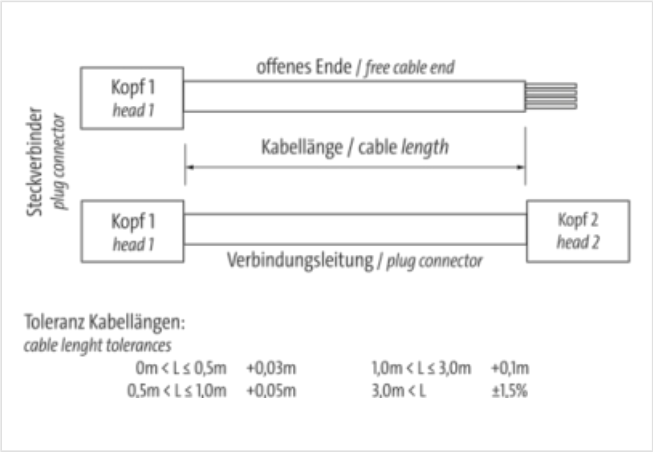 offenes Ende / free cable end
Kopf 1
head 1
Steckverbinder
plug connector
Kabellänge / cable length
Kopf 1
head 1
Kopf 2
head 2
Verbindungsleitung / plug connector
Toleranz Kabellängen:
cable lenght tolerances
0m < L ≤ 0,5m +0,03m 1,0m < L ≤ 3,0m +0,1m
0.5m < L ≤ 1,0m +0,05m 3,0m < L ±1,5%